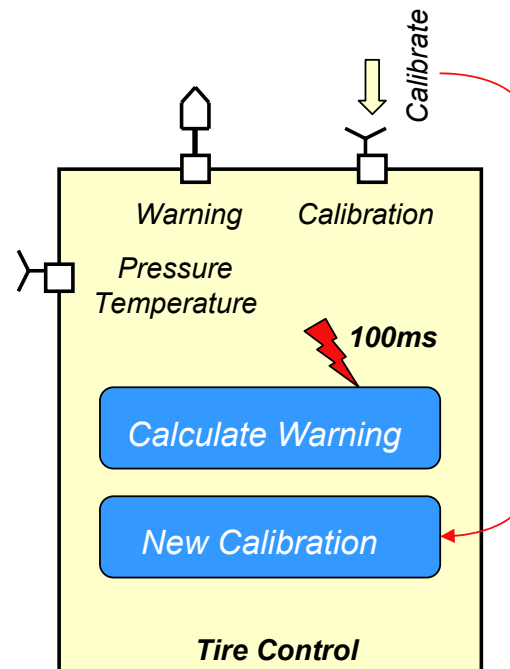 Calibrate
Warning
Calibration
Pressure
Temperature
100ms
Calculate Warning
New Calibration
Tire Control